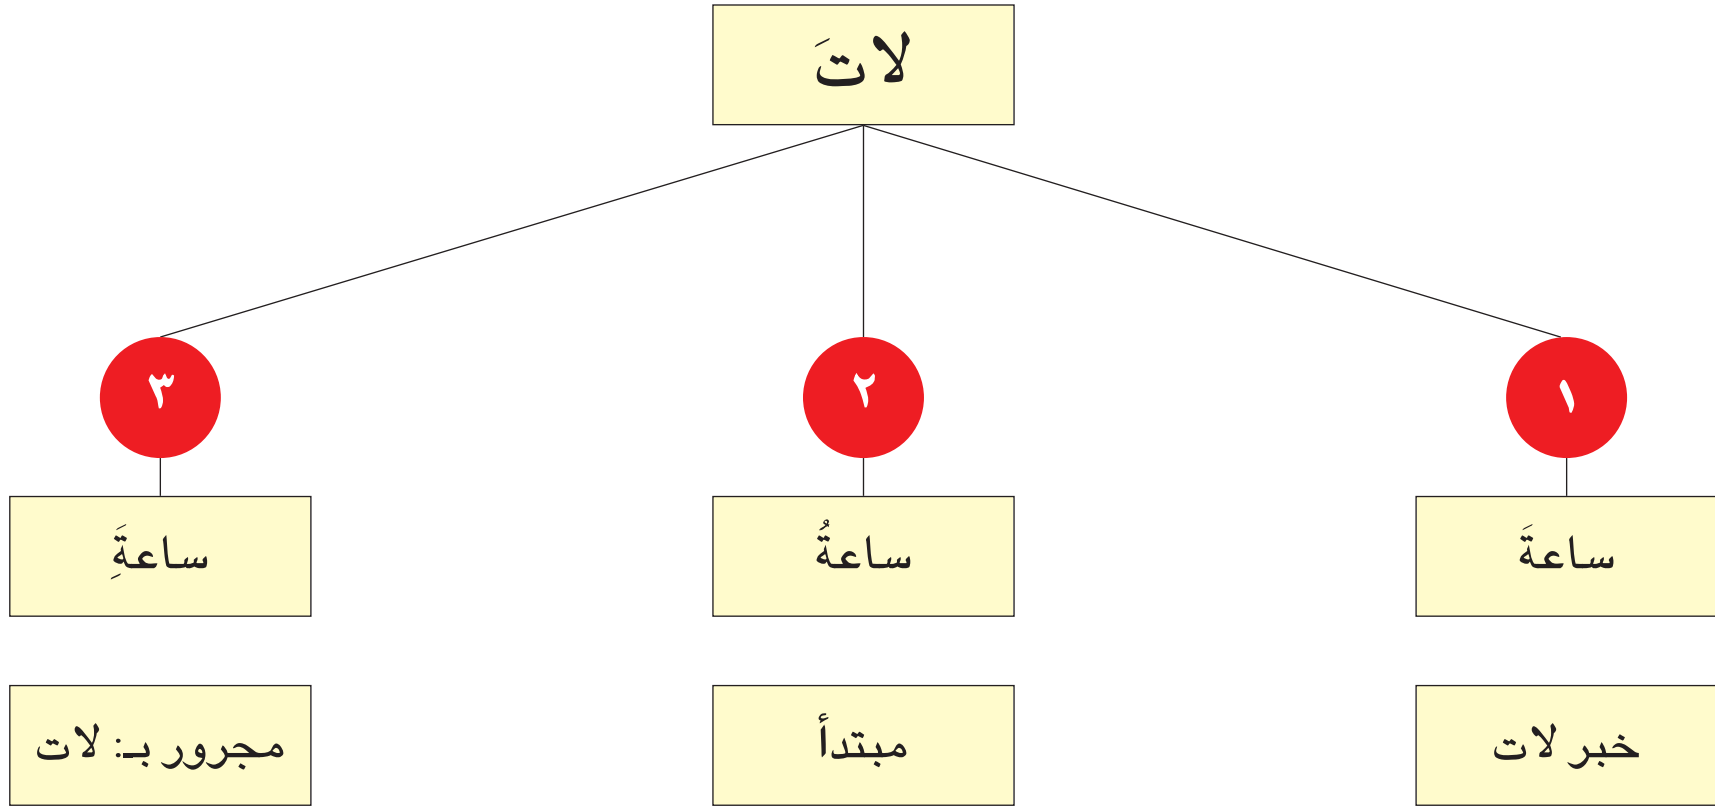 لاتَ
١
٢
٣
ساعةَ
ساعةُ
ساعةَِ
خبر لات
مبتدأ
مجرور بـ: لات